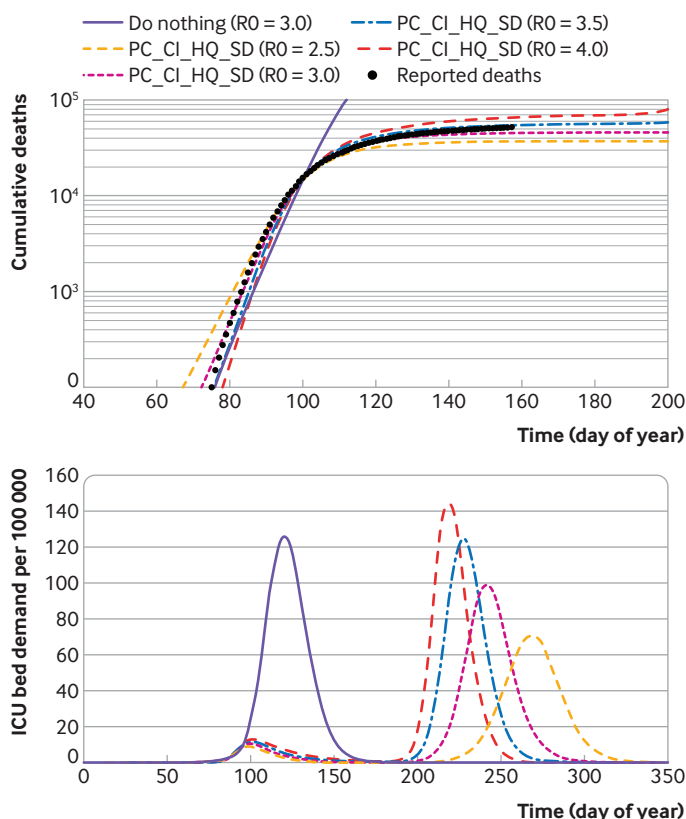 Do nothing (R0 = 3.0)
PC_CI_HQ_SD (R0 = 3.5)
PC_CI_HQ_SD (R0 = 2.5)
PC_CI_HQ_SD (R0 = 4.0)
PC_CI_HQ_SD (R0 = 3.0)
Reported deaths
Cumulative deaths
10^5
10^4
10^3
0
40 60 80 100 120 140 160 200
Time (day of year)
ICU bed demand per 100 000
160
140
120
100
80
60
40
20
0
0 50 100 150 200 250 300 350
Time (day of year)